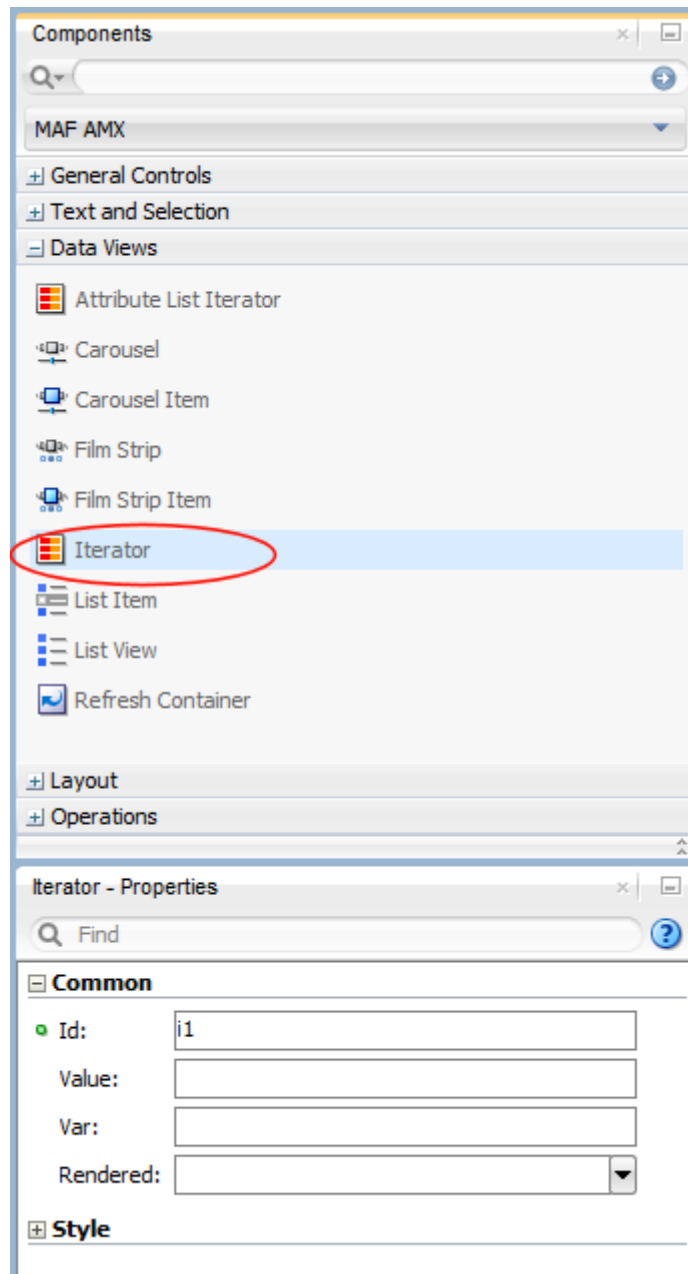 Components
MAF AMX
General Controls
Text and Selection
Data Views
Attribute List Iterator
Carousel
Carousel Item
Film Strip
Film Strip Item
Iterator
List Item
List View
Refresh Container
Layout
Operations
Iterator - Properties
Find
Common
Id: i1
Value:
Var:
Rendered:
Style